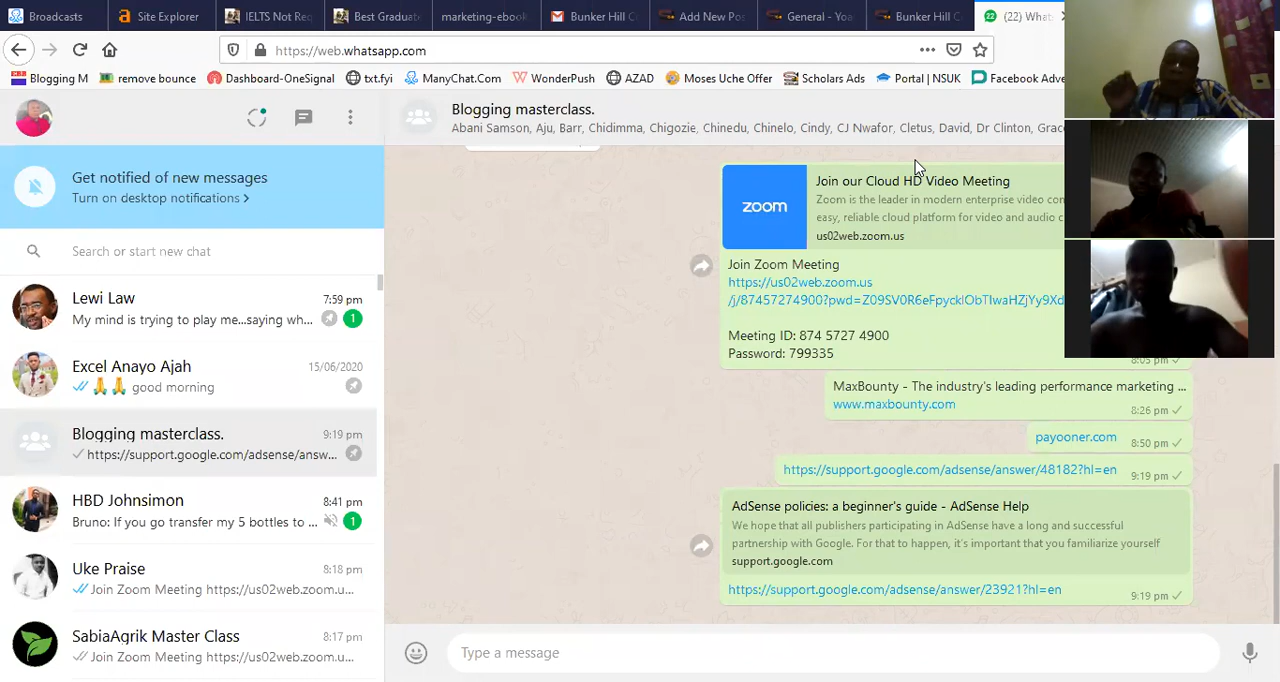 Broadcasts
Site Explorer
IELTS Not Req
Best Graduat
marketing-ebook
Bunker Hill C
Add New Pos
General - Yoa
Bunker Hill C
(22) What
https://web.whatsapp.com
Blogging M
remove bounce
Dashboard-OneSignal
txt.fyi
ManyChat.Com
WonderPush
AZAD
Moses Uche Offer
Scholars Ads
Portal | NSUK
Facebook Adve
Blogging masterclass.
Abani Samson, Aju, Barr, Chidimma, Chigozie, Chinedu, Chinelo, Cindy, CJ Nwafor, Cletus, David, Dr Clinton, Grace
Get notified of new messages
Turn on desktop notifications >
Search or start new chat
Lewi Law
7:59 pm
My mind is trying to play me...saying wh...
1
Excel Anayo Ajah
15/06/2020
good morning
Blogging masterclass.
9:19 pm
https://support.google.com/adsense/answ...
HBD Johnsimon
8:41 pm
Bruno: If you go transfer my 5 bottles to ...
1
Uke Praise
8:18 pm
Join Zoom Meeting https://us02web.zoom.u...
SabiaAgrik Master Class
8:17 pm
Join Zoom Meeting https://us02web.zoom.u...
zoom
Join our Cloud HD Video Meeting
Zoom is the leader in modern enterprise video con
easy, reliable cloud platform for video and audio c
us02web.zoom.us
Join Zoom Meeting
https://us02web.zoom.us
Meeting ID: 874 5727 4900
Password: 799335
8:05 pm
MaxBounty - The industry's leading performance marketing ...
www.maxbounty.com
8:26 pm
payooner.com
8:50 pm
https://support.google.com/adsense/answer/48182?hl=en
9:19 pm
AdSense policies: a beginner's guide - AdSense Help
We hope that all publishers participating in AdSense have a long and successful
partnership with Google. For that to happen, it's important that you familiarize yourself
support.google.com
https://support.google.com/adsense/answer/23921?hl=en
9:19 pm
Type a message